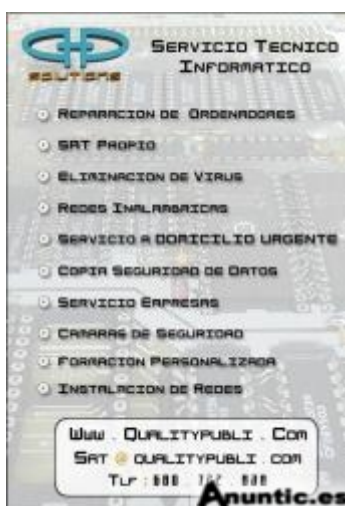 SERVICIO TECNICO
INFORMATICO
SOLUTIONS
REPARACION DE ORDENADORES
SAT PROPIO
ELIMINACION DE VIRUS
REDES INALAMBRICAS
SERVICIO A DOMICILIO URGENTE
COPIA SEGURIDAD DE DATOS
SERVICIO EMPRESAS
CAMARAS DE SEGURIDAD
FORMACION PERSONALIZADA
INSTALACION DE REDES
WWW . QUALITYPUBLI . COM
SAT @ QUALITYPUBLI . COM
TLF :
Anuntic.es